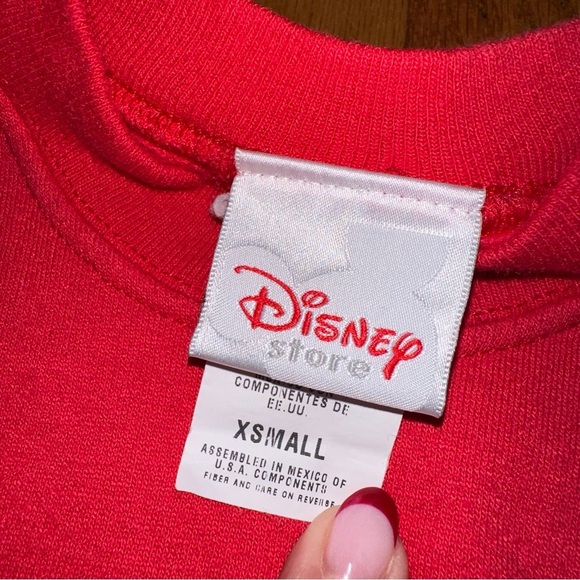 Disney
store
COMPONENTES DE
EE.UU.
XSMALL
ASSEMBLED IN MEXICO OF
U.S.A. COMPONENTS
FIBER AND CARE ON REVERSE